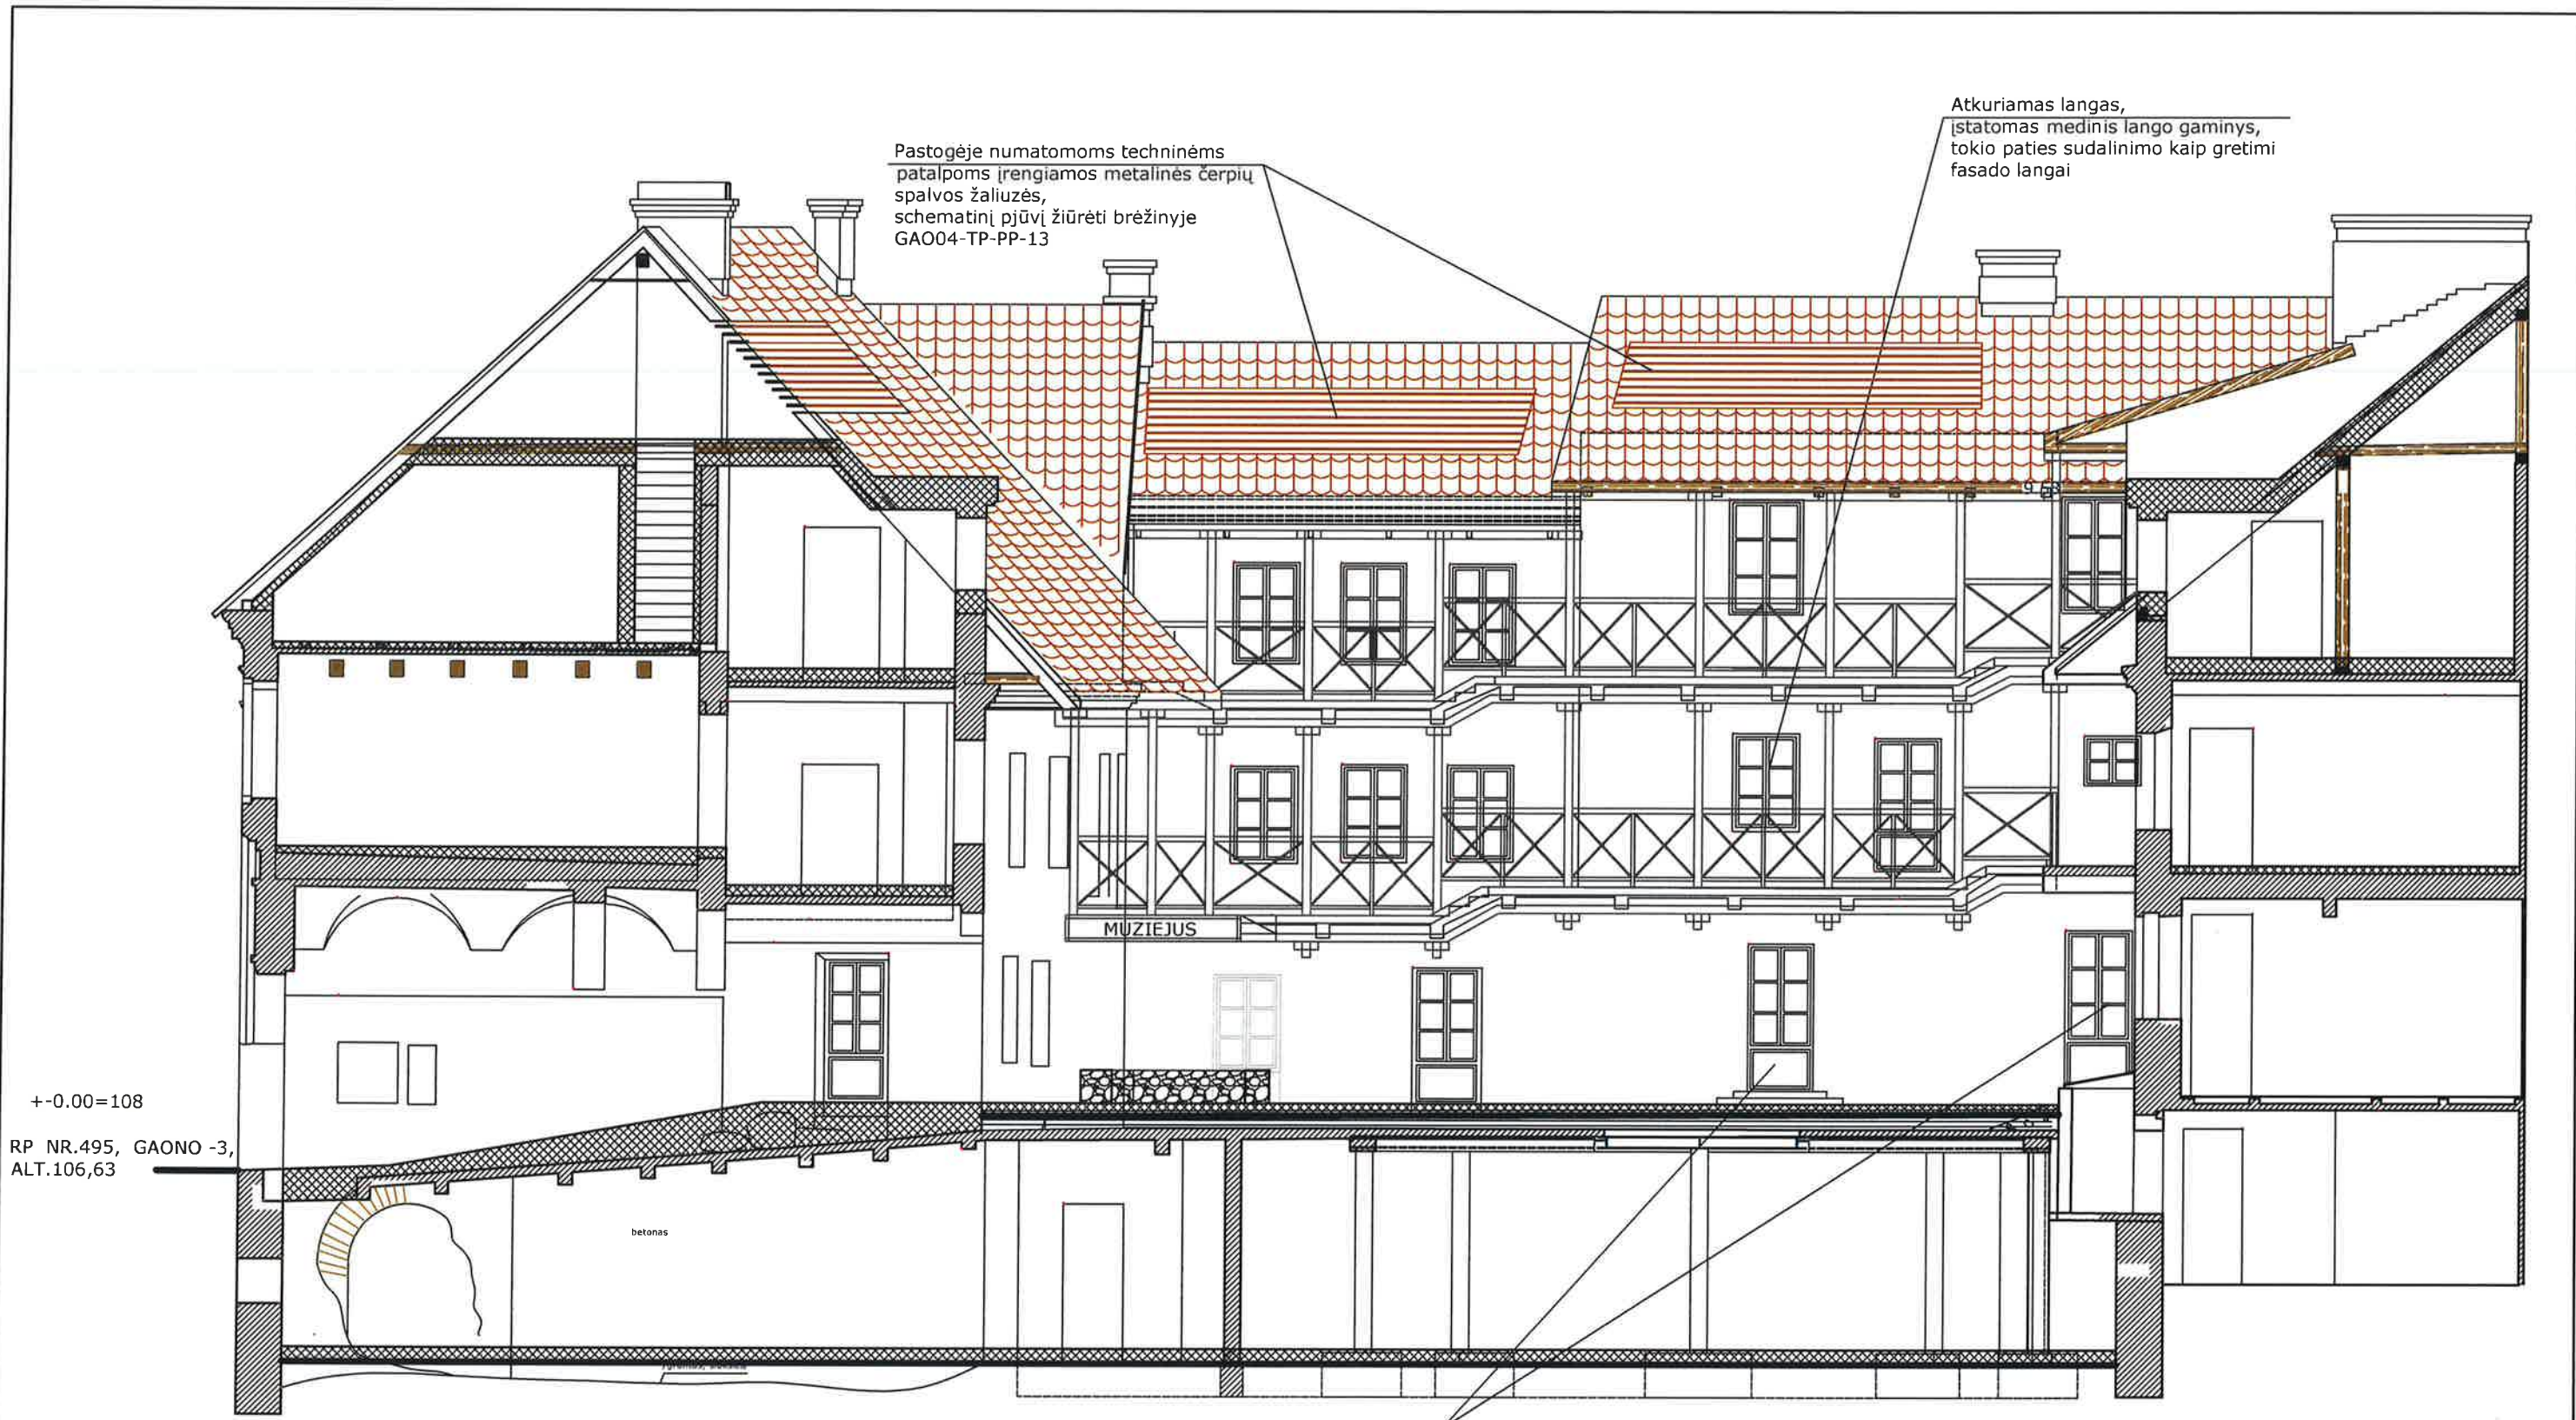 Atkuriamas langas,
įstatomas medinis lango gaminys,
tokio paties sudalinimo kaip gretimi
fasado langai
Pastogėje numatomoms techninėms
patalpoms įrengiamos metalinės čerpių
spalvos žaliuzės,
schematinį pjūvį žiūrėti brėžinyje
GAO04-TP-PP-13
MUZIEJUS
+-0.00=108
RP NR.495, GAONO -3,
ALT.106,63
betonas